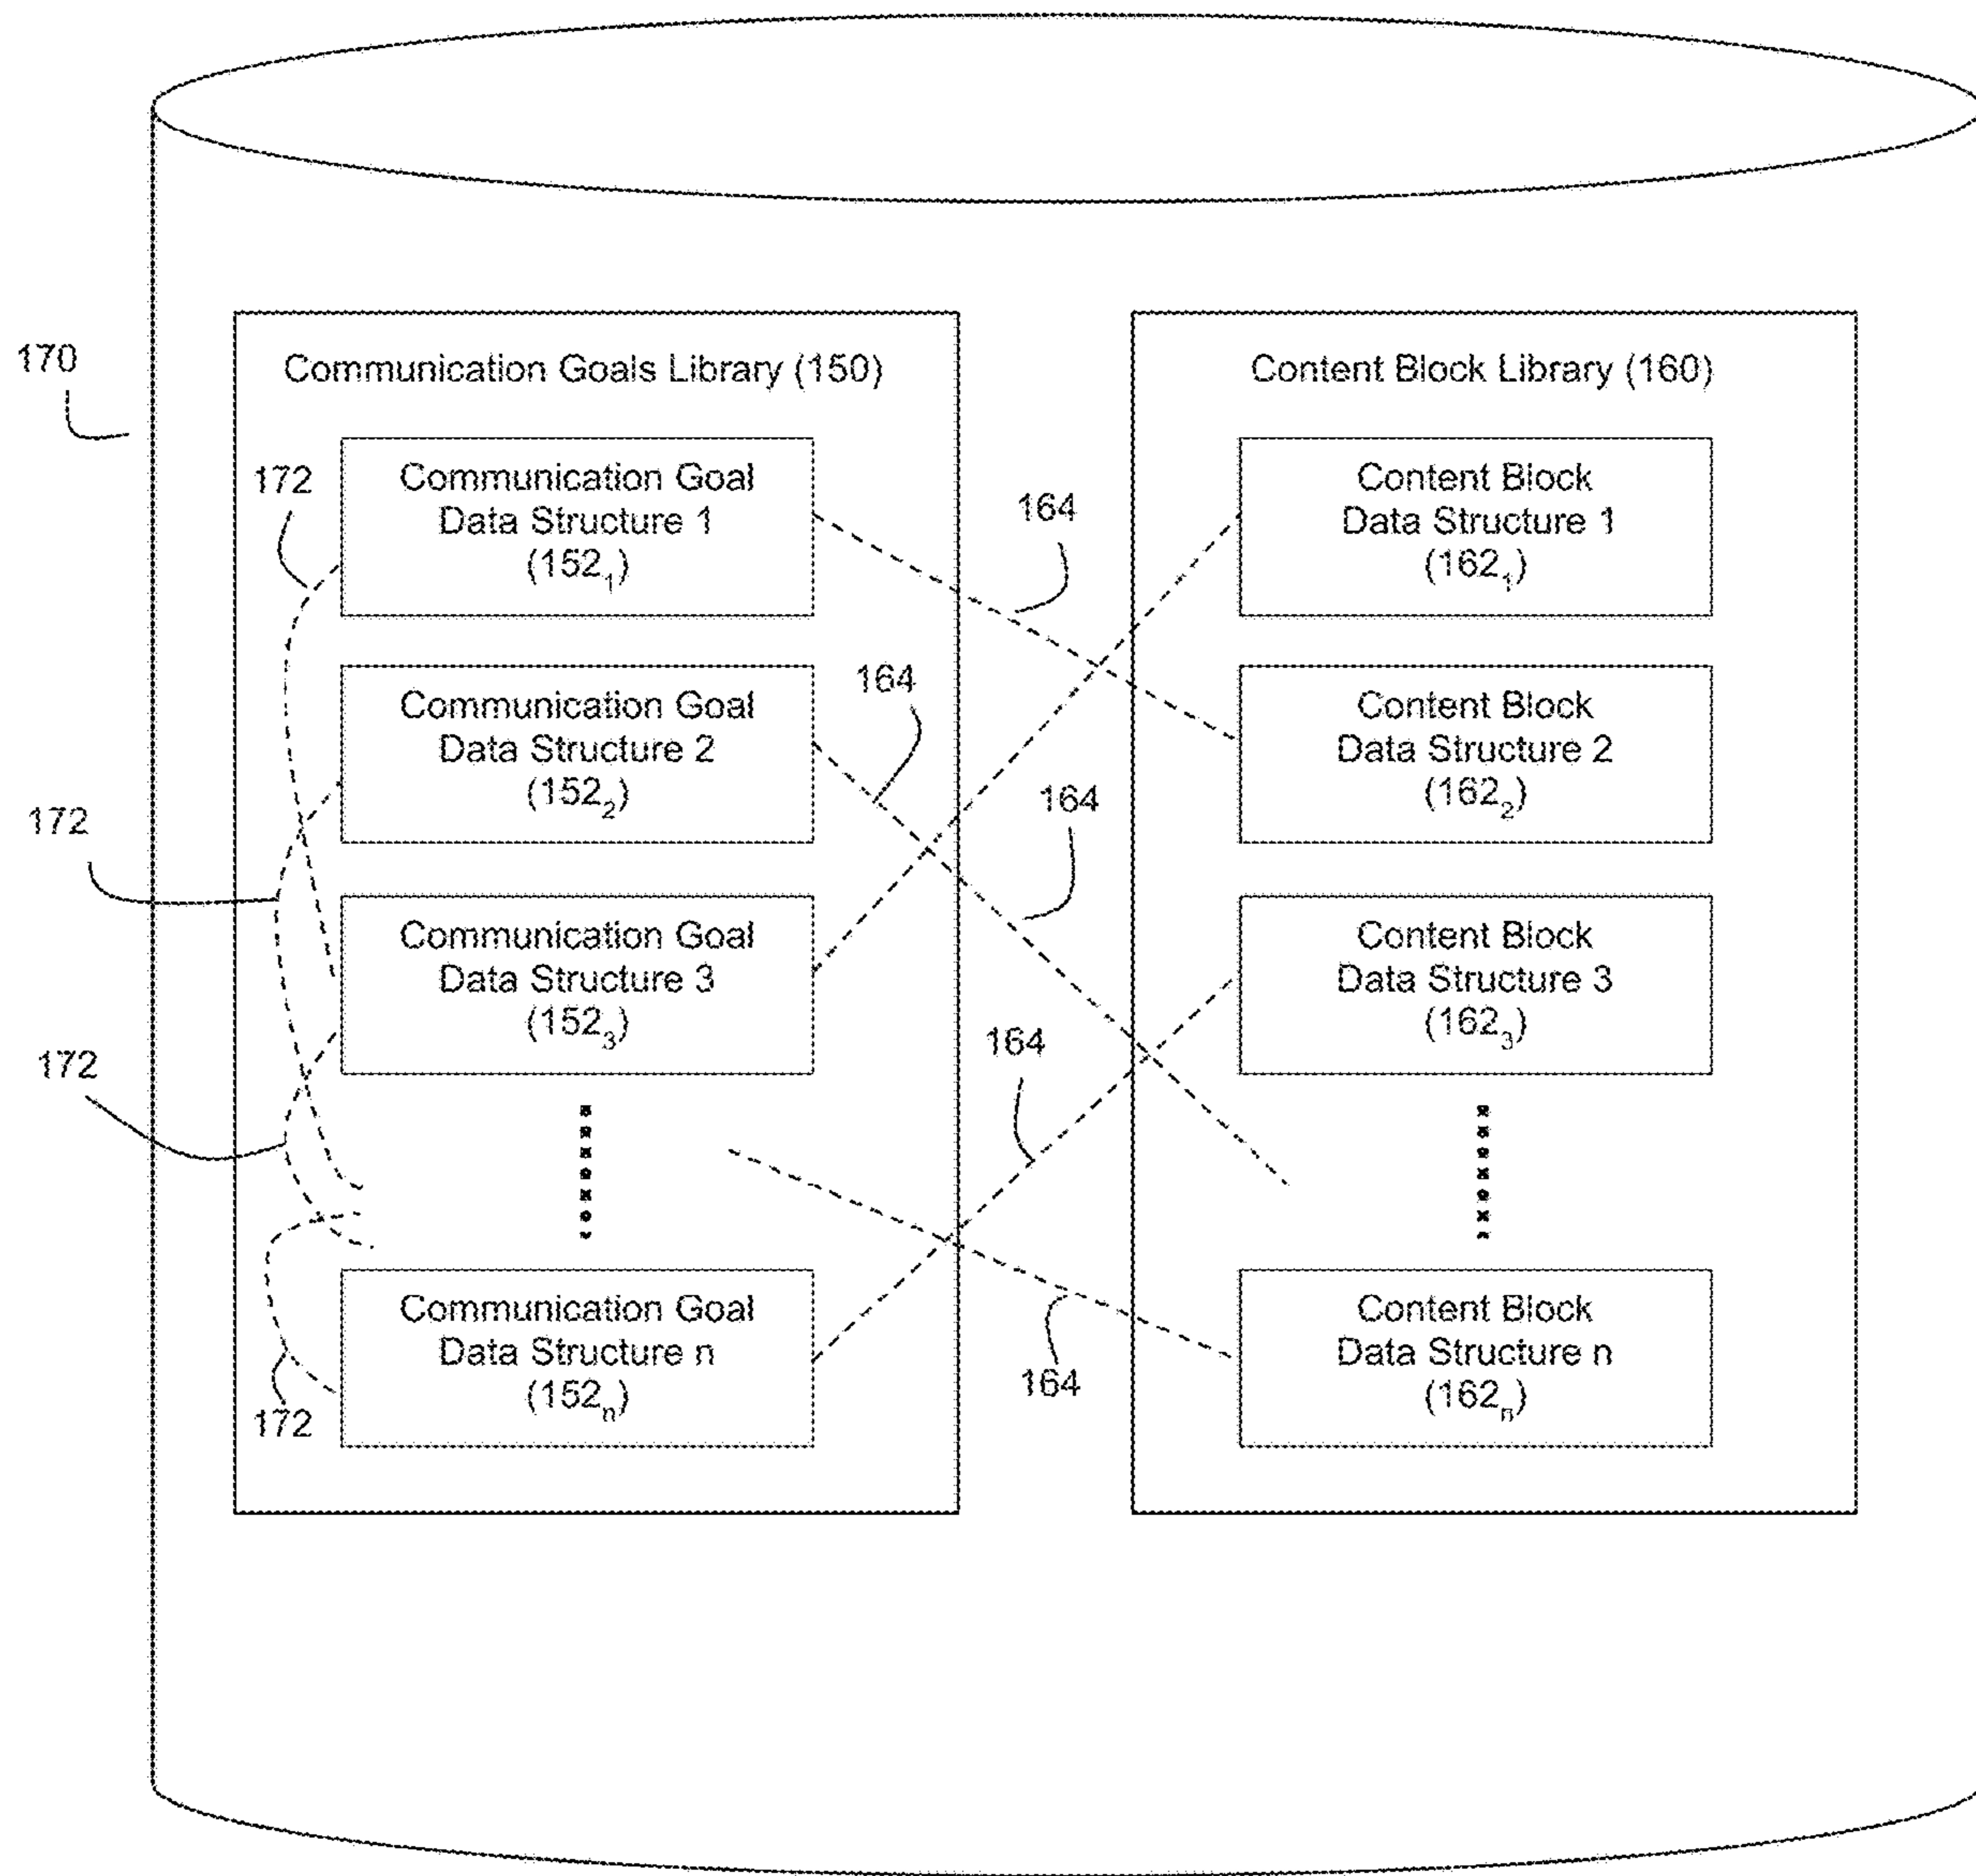 170
Communication Goals Library (150)
172
Communication Goal
Data Structure 1
(152₁)
Communication Goal
Data Structure 2
(152₂)
172
Communication Goal
Data Structure 3
(152₃)
172
Communication Goal
Data Structure n
(152ₙ)
172
164
164
164
164
164
164
Content Block Library (160)
Content Block
Data Structure 1
(162₁)
Content Block
Data Structure 2
(162₂)
Content Block
Data Structure 3
(162₃)
Content Block
Data Structure n
(162ₙ)